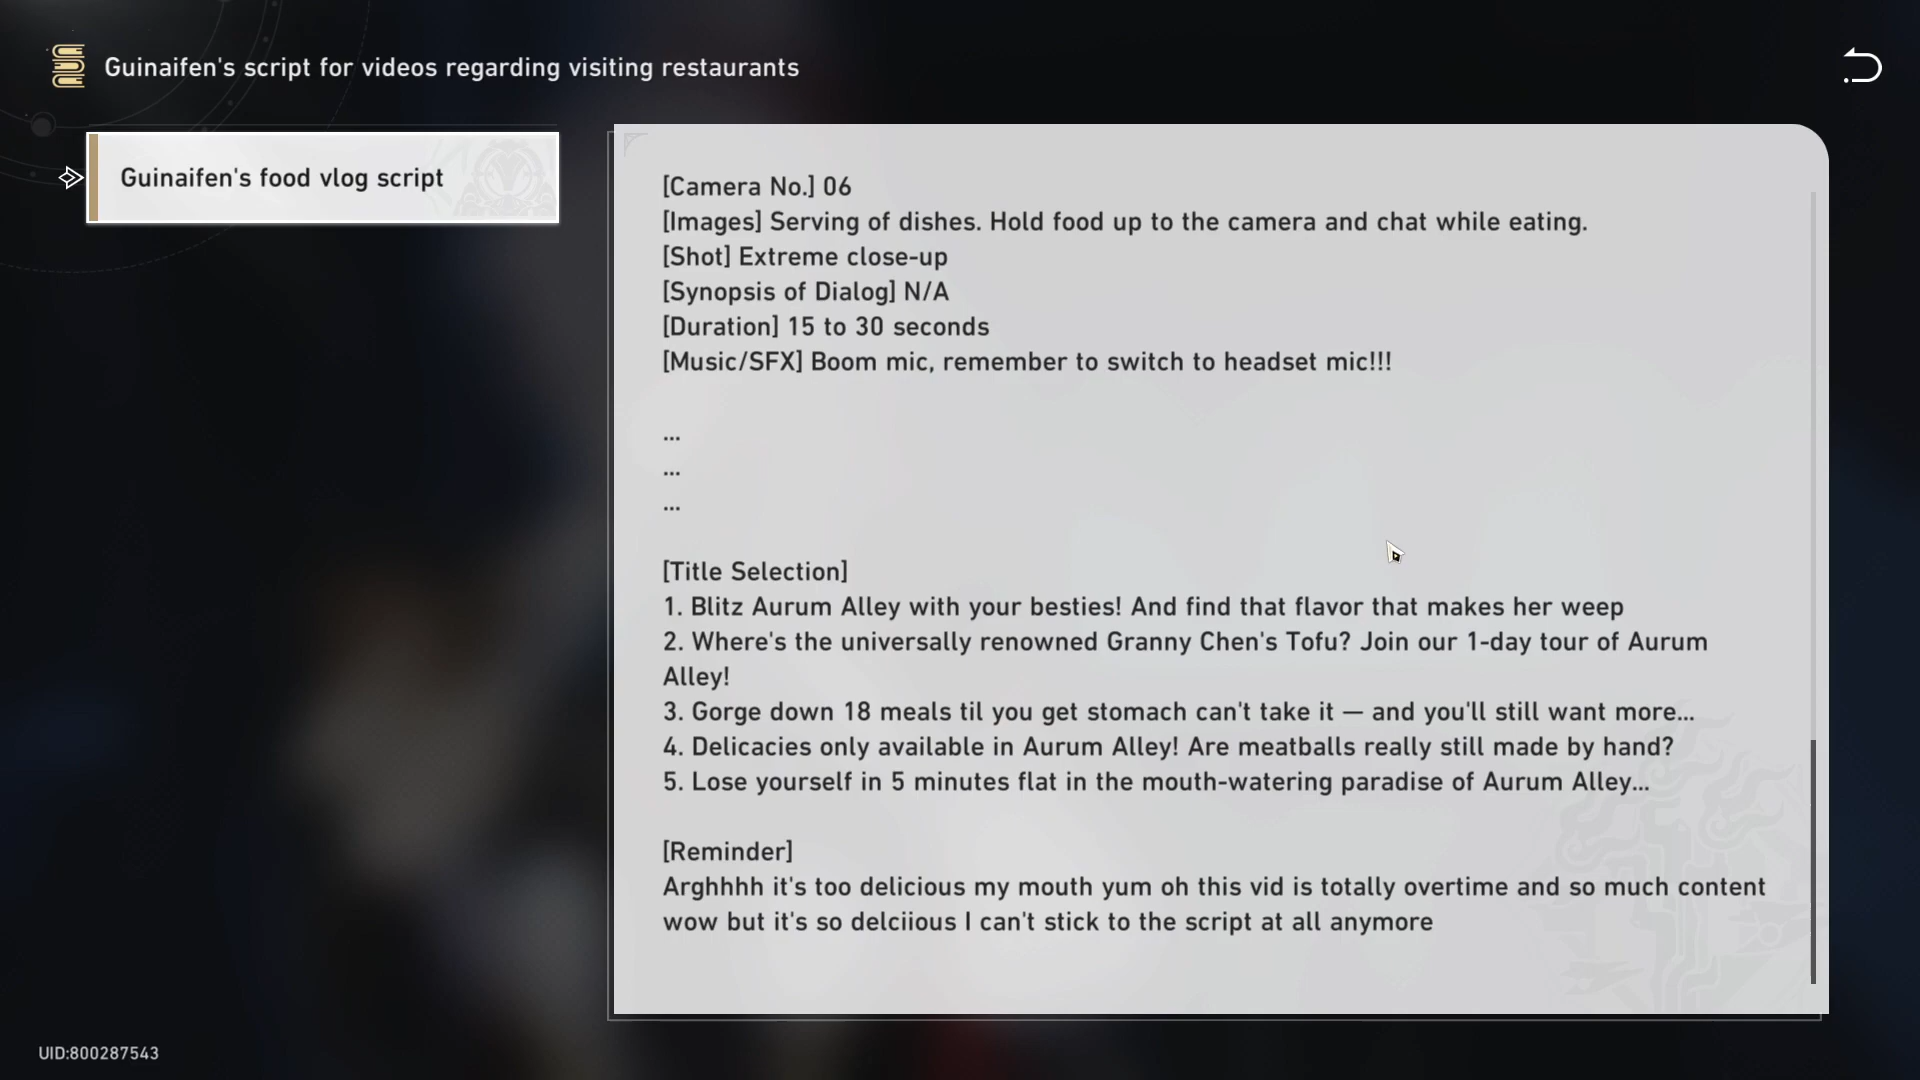 Guinaifen's script for videos regarding visiting restaurants
Guinaifen's food vlog script
[Camera No.] 06
[Images] Serving of dishes. Hold food up to the camera and chat while eating.
[Shot] Extreme close-up
[Synopsis of Dialog] N/A
[Duration] 15 to 30 seconds
[Music/SFX] Boom mic, remember to switch to headset mic!!!
...
...
...
[Title Selection]
1. Blitz Aurum Alley with your besties! And find that flavor that makes her weep
2. Where's the universally renowned Granny Chen's Tofu? Join our 1-day tour of Aurum
Alley!
3. Gorge down 18 meals til you get stomach can't take it — and you'll still want more...
4. Delicacies only available in Aurum Alley! Are meatballs really still made by hand?
5. Lose yourself in 5 minutes flat in the mouth-watering paradise of Aurum Alley...
[Reminder]
Arghhhh it's too delicious my mouth yum oh this vid is totally overtime and so much content
wow but it's so delciious I can't stick to the script at all anymore
UID:800287543